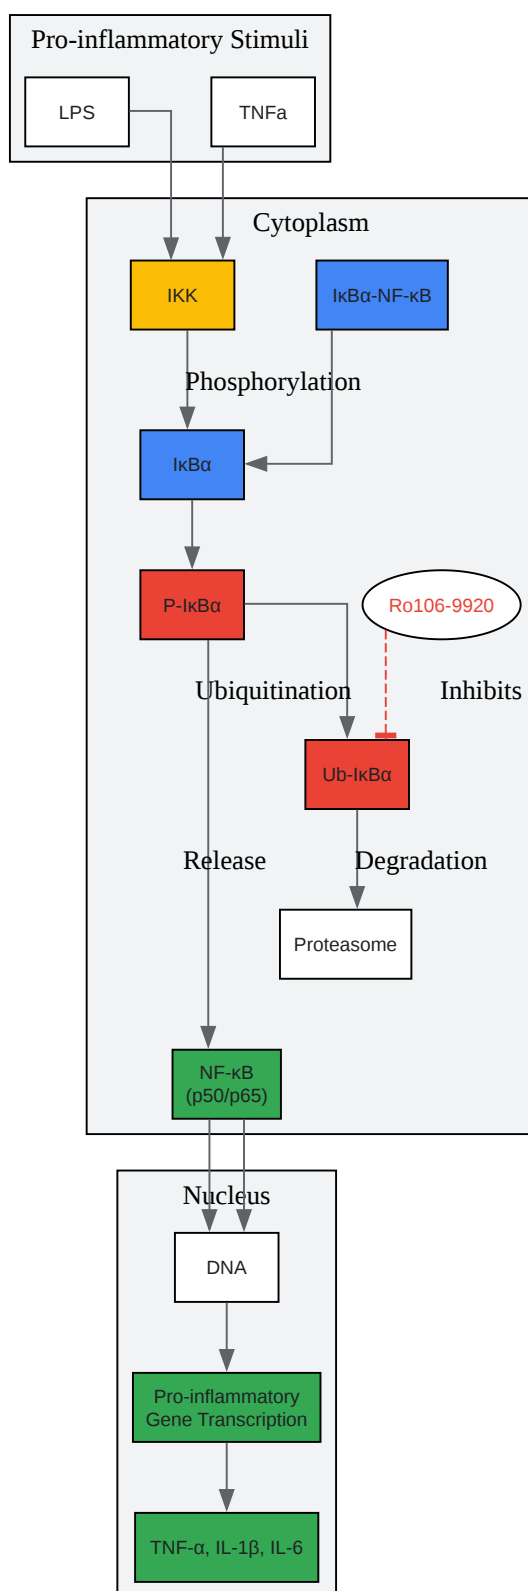 Pro-inflammatory Stimuli
LPS
TNFa
Cytoplasm
IKK
IκBα-NF-κB
Phosphorylation
IκBα
P-IκBα
Ro106-9920
Ubiquitination
Inhibits
Ub-IκBα
Release
Degradation
Proteasome
NF-κB
(p50/p65)
Nucleus
DNA
Pro-inflammatory
Gene Transcription
TNF-α, IL-1β, IL-6